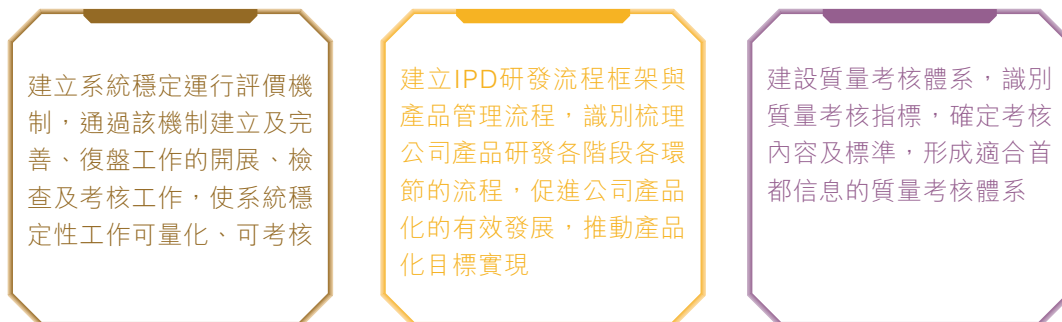 建立系統穩定運行評價機
制，通過該機制建立及完
善、復盤工作的開展、檢
查及考核工作，使系統穩
定性工作可量化、可考核
建立IPD研發流程框架與
產品管理流程，識別梳理
公司產品研發各階段各環
節的流程，促進公司產品
化的有效發展，推動產品
化目標實現
建設質量考核體系，識別
質量考核指標，確定考核
內容及標準，形成適合首
都信息的質量考核體系